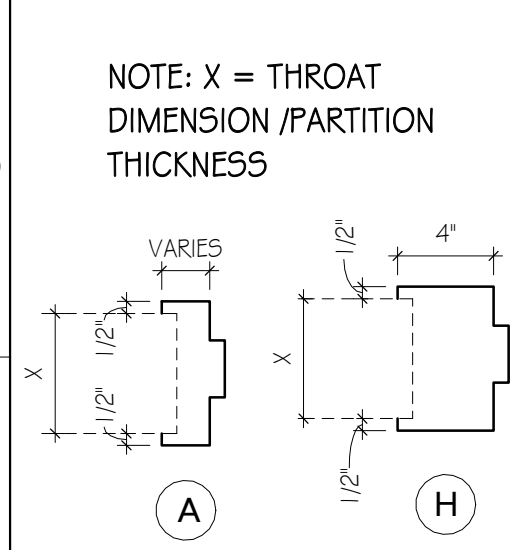 NOTE: X = THROAT
DIMENSION /PARTITION
THICKNESS
VARIES
1/2"
1/2"
X
A
1/2"
4"
X
1/2"
H